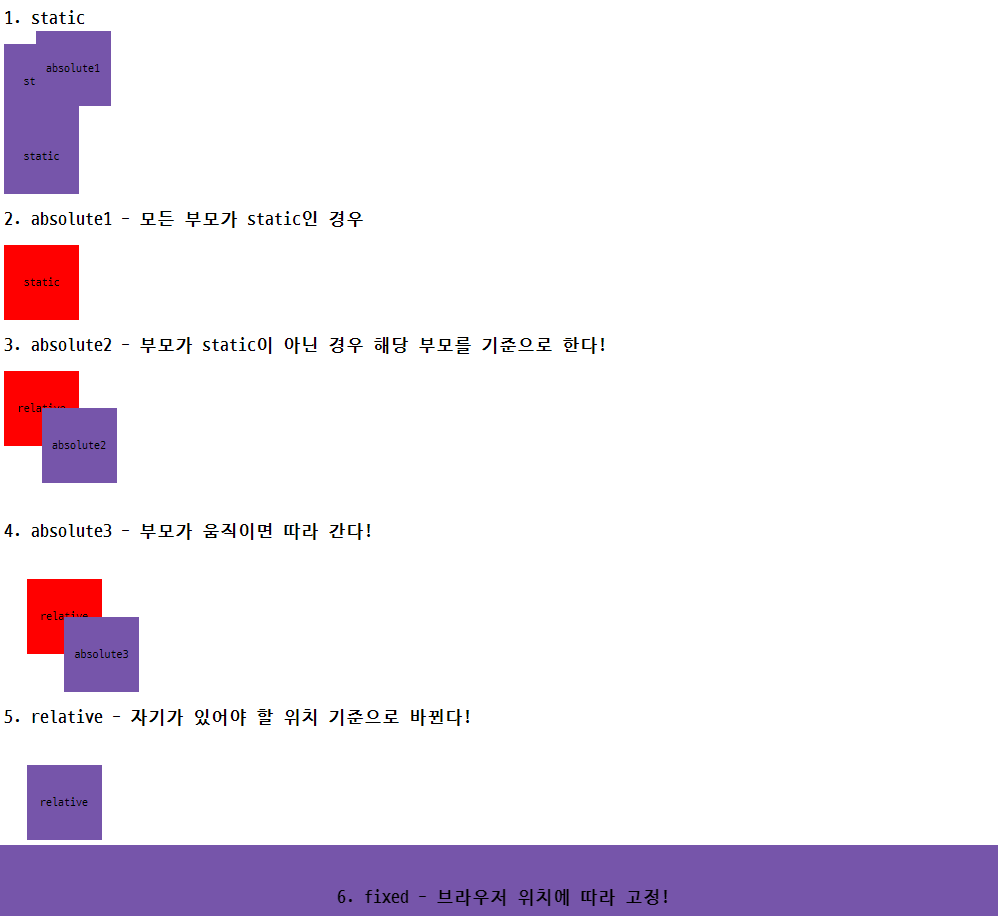 1. static
absolute1
st
static
2. absolute1 - 모든 부모가 static인 경우
static
3. absolute2 - 부모가 static이 아닌 경우 해당 부모를 기준으로 한다!
relative
absolute2
4. absolute3 - 부모가 움직이면 따라 간다!
relative
absolute3
5. relative - 자기가 있어야 할 위치 기준으로 바뀐다!
relative
6. fixed - 브라우저 위치에 따라 고정!